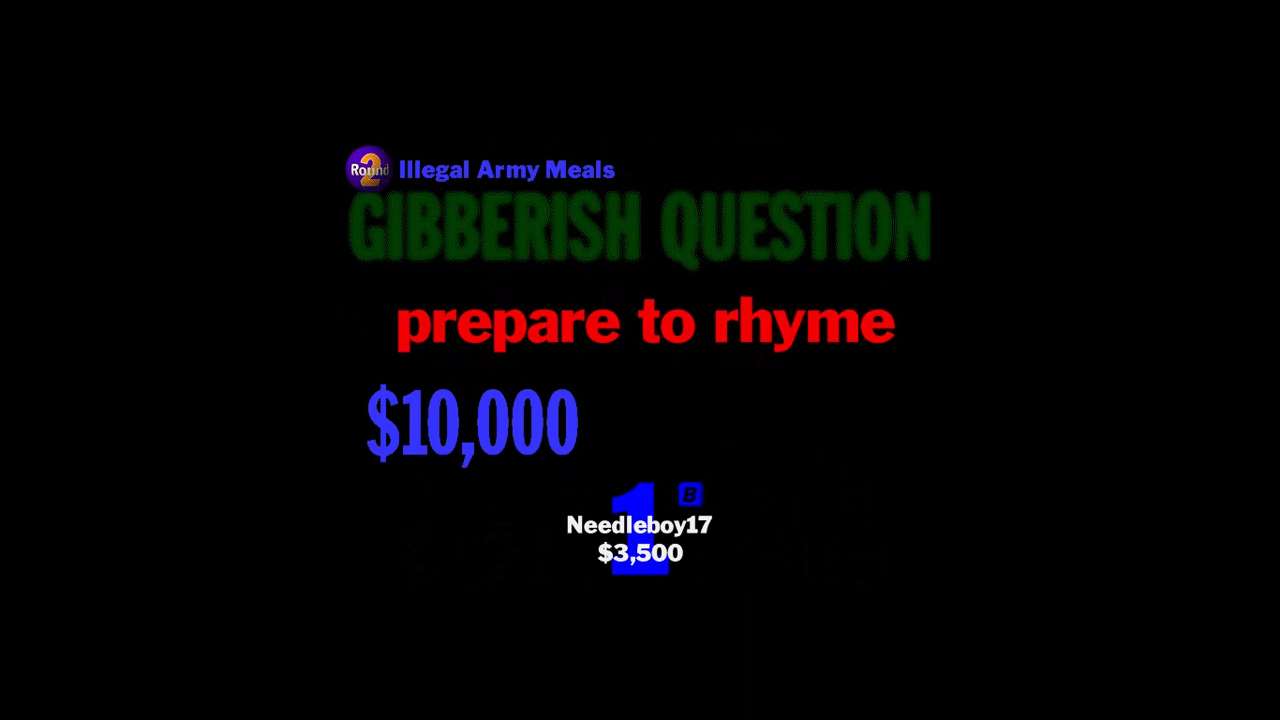 Round 2 Illegal Army Meals
GIBBERISH QUESTION
prepare to rhyme
$10,000
1 B
Needleboy17
$3,500